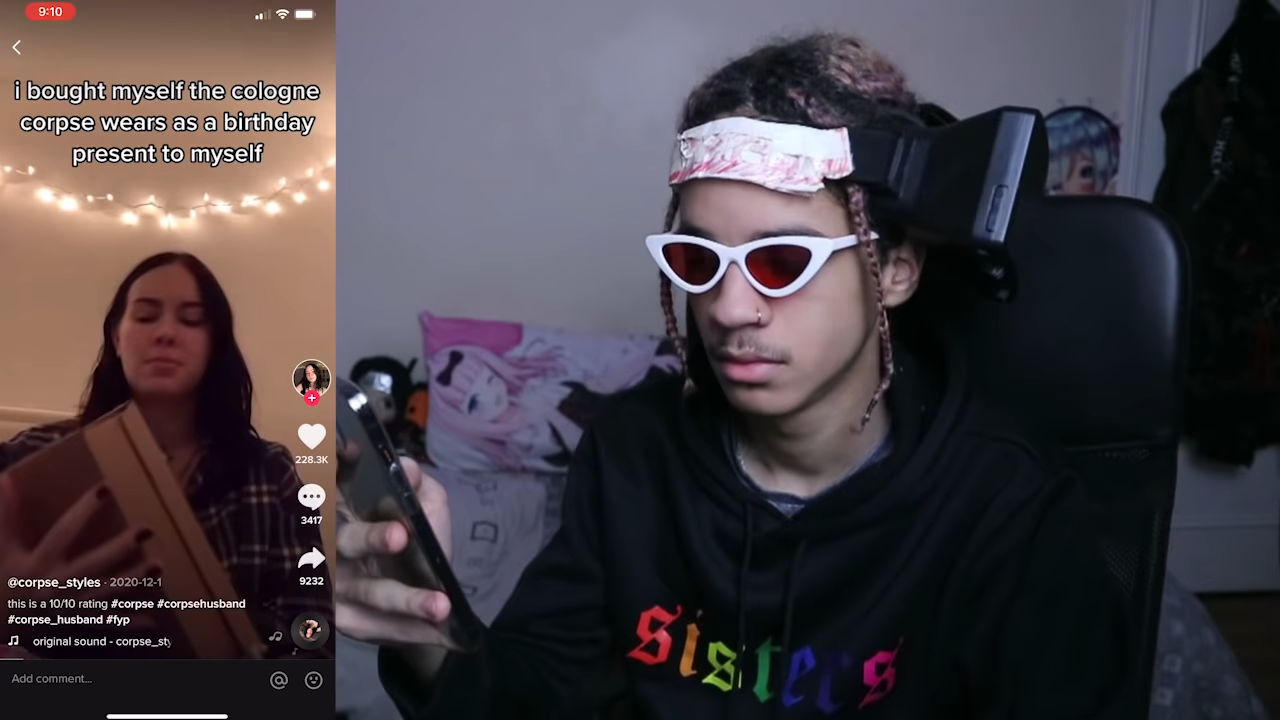 9:10
i bought myself the cologne
corpse wears as a birthday
present to myself
228.3K
3417
9232
@corpse_styles · 2020-12-1
this is a 10/10 rating #corpse #corpsehusband
#corpse_husband #fyp
original sound - corpse_sty
Add comment...
sisters